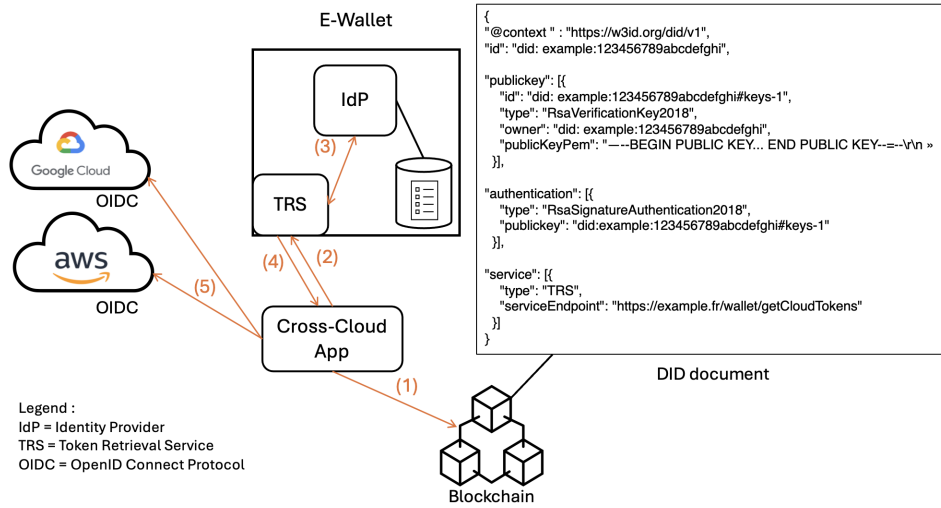 E-Wallet
IdP
(3)
TRS
(4)
(2)
Google Cloud
OIDC
aws
OIDC
(5)
Cross-Cloud
App
(1)
Blockchain
Legend :
IdP = Identity Provider
TRS = Token Retrieval Service
OIDC = OpenID Connect Protocol
{
"@context " : "https://w3id.org/did/v1",
"id": "did: example:123456789abcdefghi",
"publickey": [{
"id": "did: example:123456789abcdefghi#keys-1",
"type": "RsaVerificationKey2018",
"owner": "did: example:123456789abcdefghi",
"publicKeyPem": "—--BEGIN PUBLIC KEY... END PUBLIC KEY--=--\r\n »
}],
"authentication": [{
"type": "RsaSignatureAuthentication2018",
"publickey": "did:example:123456789abcdefghi#keys-1"
}],
"service": [{
"type": "TRS",
"serviceEndpoint": "https://example.fr/wallet/getCloudTokens"
}]
}
DID document